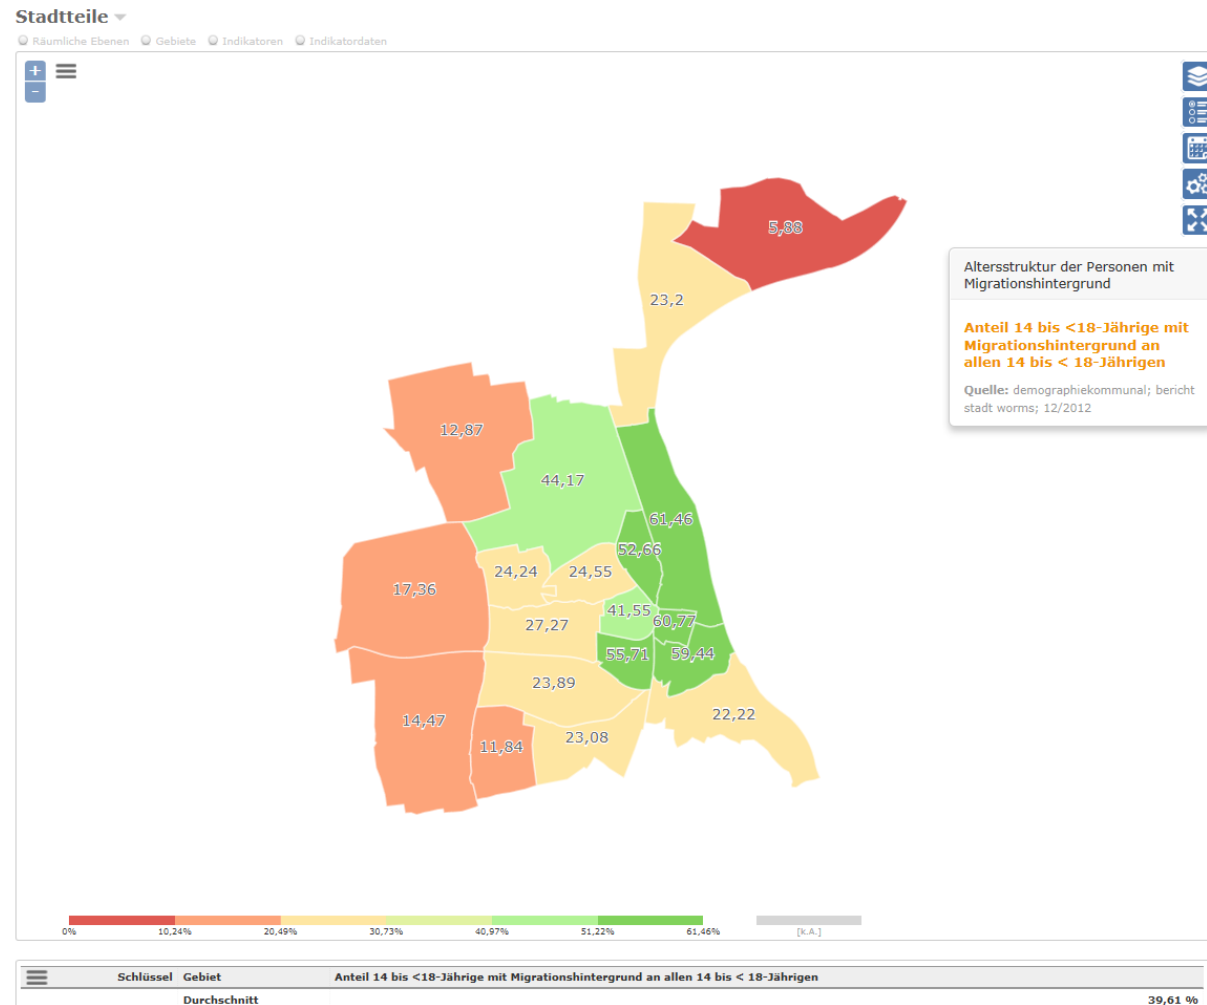 Stadtteile
Räumliche Ebenen Gebiete Indikatoren Indikatordaten
+
-
5,88
23,2
Altersstruktur der Personen mit
Migrationshintergrund
Anteil 14 bis <18-Jährige mit
Migrationshintergrund an
allen 14 bis < 18-Jährigen
Quelle: demographiekommunal; bericht
stadt worms; 12/2012
12,87
44,17
61,46
52,66
24,24
24,55
17,36
41,55
60,77
27,27
55,71
59,44
23,89
22,22
14,47
23,08
11,84
0% 10,24% 20,49% 30,73% 40,97% 51,22% 61,46% [k.A.]
Schlüssel Gebiet Anteil 14 bis <18-Jährige mit Migrationshintergrund an allen 14 bis < 18-Jährigen
Durchschnitt 39,61 %